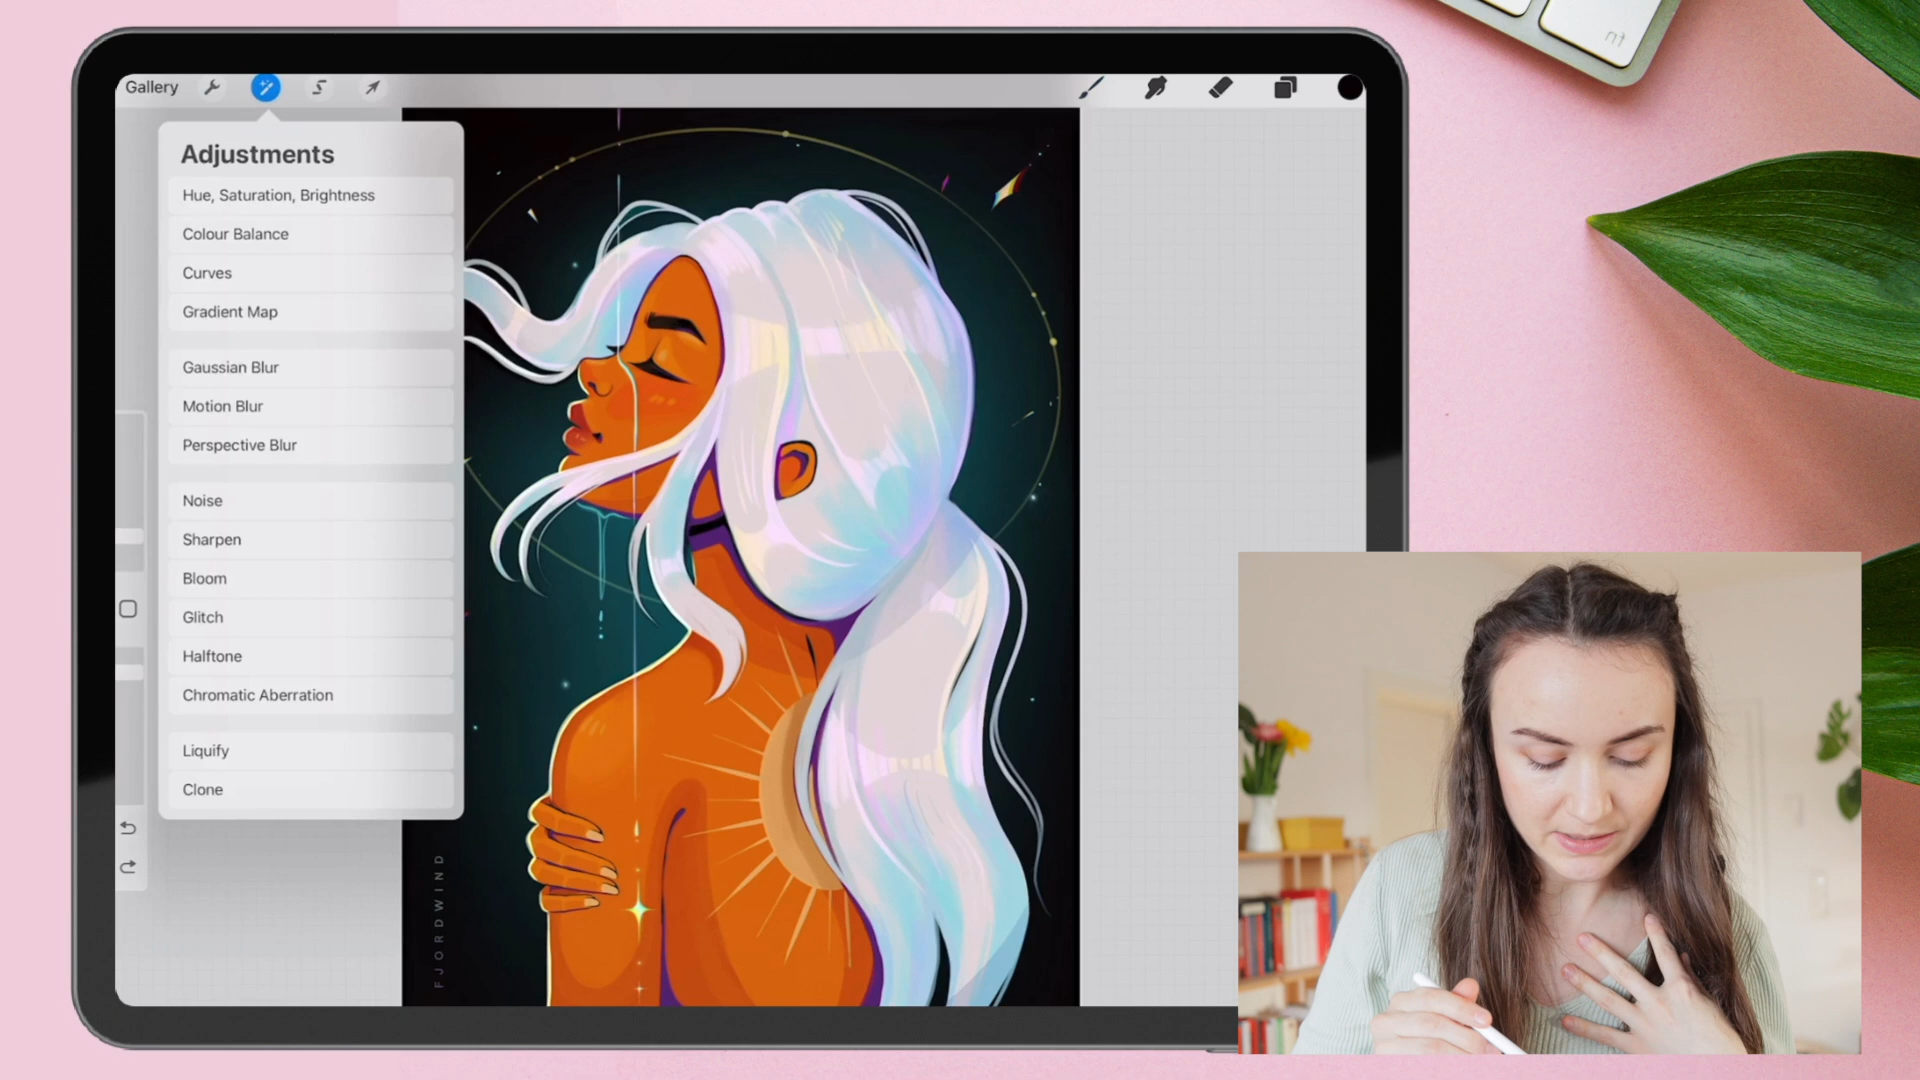 Gallery
Adjustments
Hue, Saturation, Brightness
Colour Balance
Curves
Gradient Map
Gaussian Blur
Motion Blur
Perspective Blur
Noise
Sharpen
Bloom
Glitch
Halftone
Chromatic Aberration
Liquify
Clone
FJORDWIND